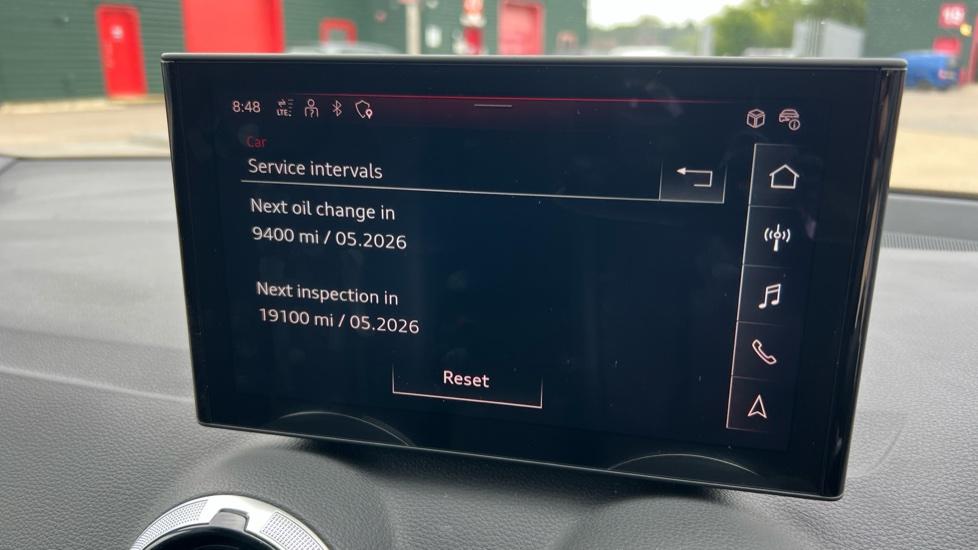 8:48
LTE
Car
Service intervals
Next oil change in
9400 mi / 05.2026
Next inspection in
19100 mi / 05.2026
Reset